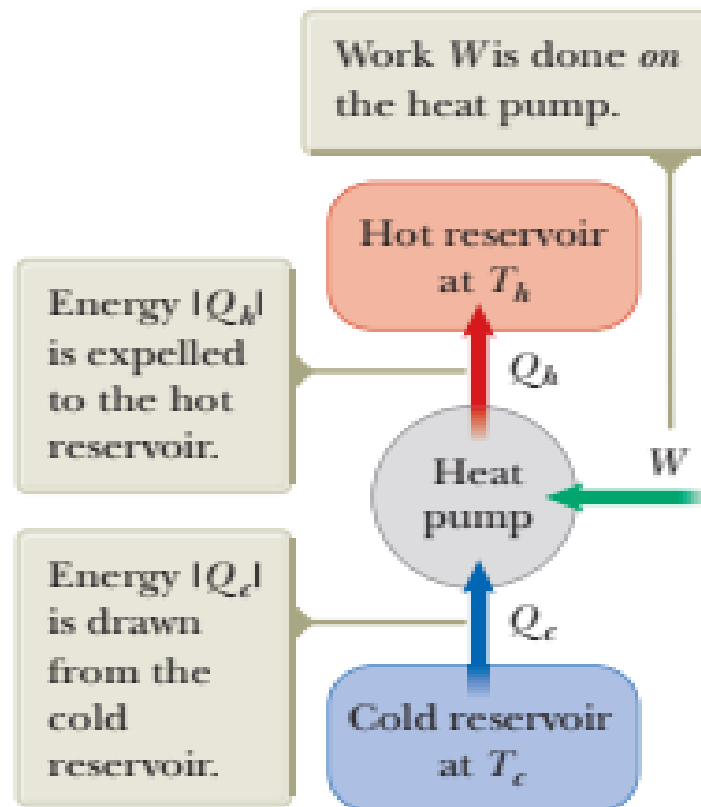 Work W is done on
the heat pump.
Hot reservoir
at Th
Energy |Qh|
is expelled
to the hot
reservoir.
Qh
Heat
pump
W
Energy |Qc|
is drawn
from the
cold
reservoir.
Qc
Cold reservoir
at Tc